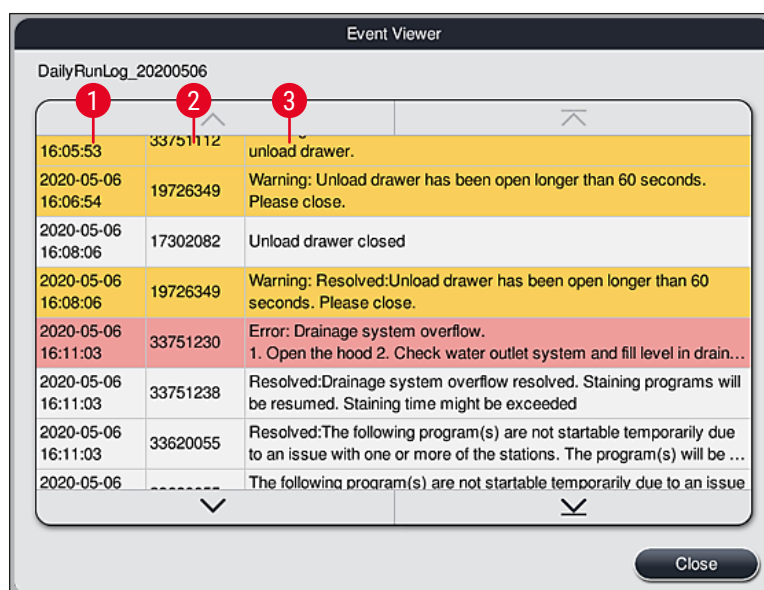 Event Viewer
DailyRunLog_20200506
1
2
3
16:05:53
33751112
unload drawer.
2020-05-06
16:06:54
19726349
Warning: Unload drawer has been open longer than 60 seconds.
Please close.
2020-05-06
16:08:06
17302082
Unload drawer closed
2020-05-06
16:08:06
19726349
Warning: Resolved:Unload drawer has been open longer than 60
seconds. Please close.
2020-05-06
16:11:03
33751230
Error: Drainage system overflow.
1. Open the hood 2. Check water outlet system and fill level in drain...
2020-05-06
16:11:03
33751238
Resolved:Drainage system overflow resolved. Staining programs will
be resumed. Staining time might be exceeded
2020-05-06
16:11:03
33620055
Resolved:The following program(s) are not startable temporarily due
to an issue with one or more of the stations. The program(s) will be ...
2020-05-06
The following program(s) are not startable temporarily due to an issue
Close